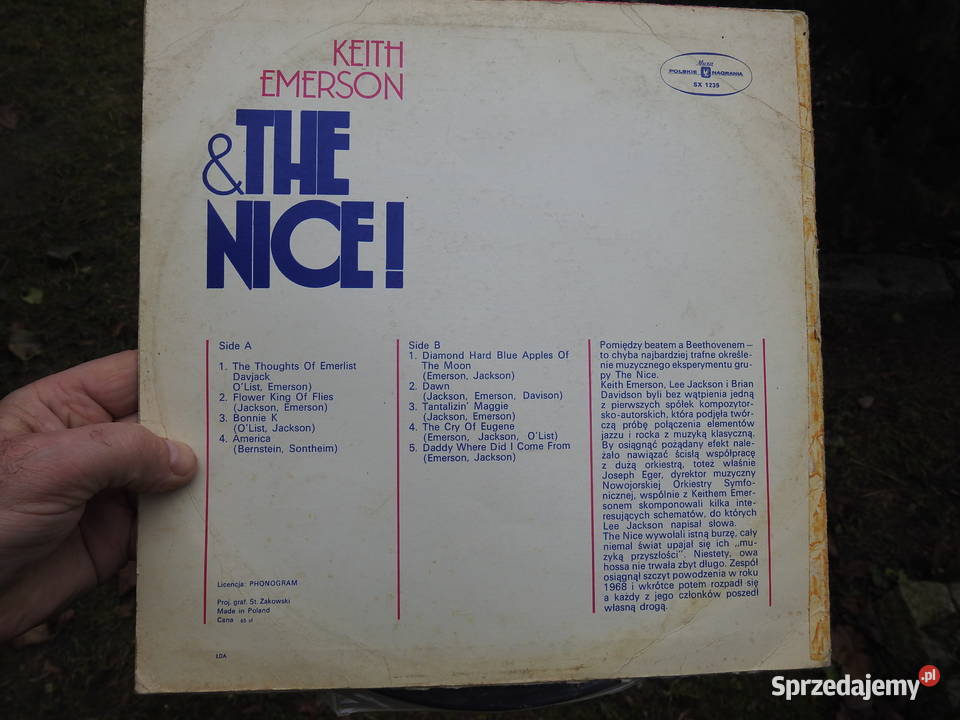 KEITH
EMERSON
&THE
NICE!
Muza
POLSKIE NAGRANIA
SX 1235
Side A
1. The Thoughts Of Emerlist
Davjack
O'List, Emerson)
2. Flower King Of Flies
(Jackson, Emerson)
3. Bonnie K
(O'List, Jackson)
4. America
(Bernstein, Sontheim)
Licencja: PHONOGRAM
Proj. graf. St. Żakowski
Made in Poland
Cena 65 zł
ŁDA
Side B
1. Diamond Hard Blue Apples Of
The Moon
(Emerson, Jackson)
2. Dawn
(Jackson, Emerson, Davison)
3. Tantalizin' Maggie
(Jackson, Emerson)
4. The Cry Of Eugene
(Emerson, Jackson, O'List)
5. Daddy Where Did I Come From
(Emerson, Jackson)
Pomiędzy beatem a Beethovenem –
to chyba najbardziej trafne określe-
nie muzycznego eksperymentu gru-
py The Nice.
Keith Emerson, Lee Jackson i Brian
Davidson byli bez wątpienia jedną
z pierwszych spółek kompozytor-
sko-autorskich, która podjęła twór-
czą próbę połączenia elementów
jazzu i rocka z muzyką klasyczną.
By osiągnąć pożądany efekt nale-
żało nawiązać ścisłą współpracę
z dużą orkiestrą, toteż właśnie
Joseph Eger, dyrektor muzyczny
Nowojorskiej Orkiestry Symfo-
nicznej, wspólnie z Keithem Emer-
sonem skomponowali kilka inte-
resujących schematów, do których
Lee Jackson napisał słowa.
The Nice wywołali istną burzę, cały
niemal świat upajał się ich „mu-
zyką przyszłości". Niestety, owa
hossa nie trwała zbyt długo. Zespół
osiągnął szczyt powodzenia w roku
1968 i wkrótce potem rozpadł się
a każdy z jego członków poszedł
własną drogą.
Sprzedajemy.pl